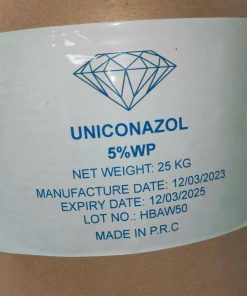 UNICONAZOL
5%WP
NET WEIGHT: 25 KG
MANUFACTURE DATE: 12/03/2023
EXPIRY DATE: 12/03/2025
LOT NO.: HBAW50
MADE IN P.R.C